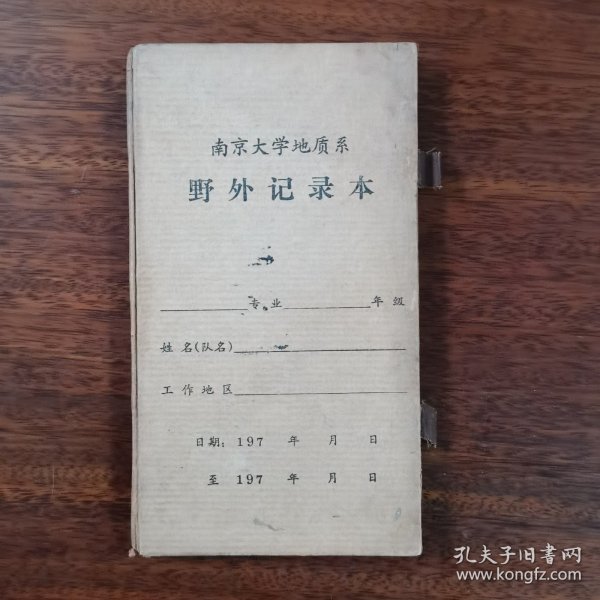 南京大学地质系
野外记录本
专业 年级
姓名(队名)
工作地区
日期: 197 年 月 日
至 197 年 月 日
孔夫子旧书网
www.kongfz.com